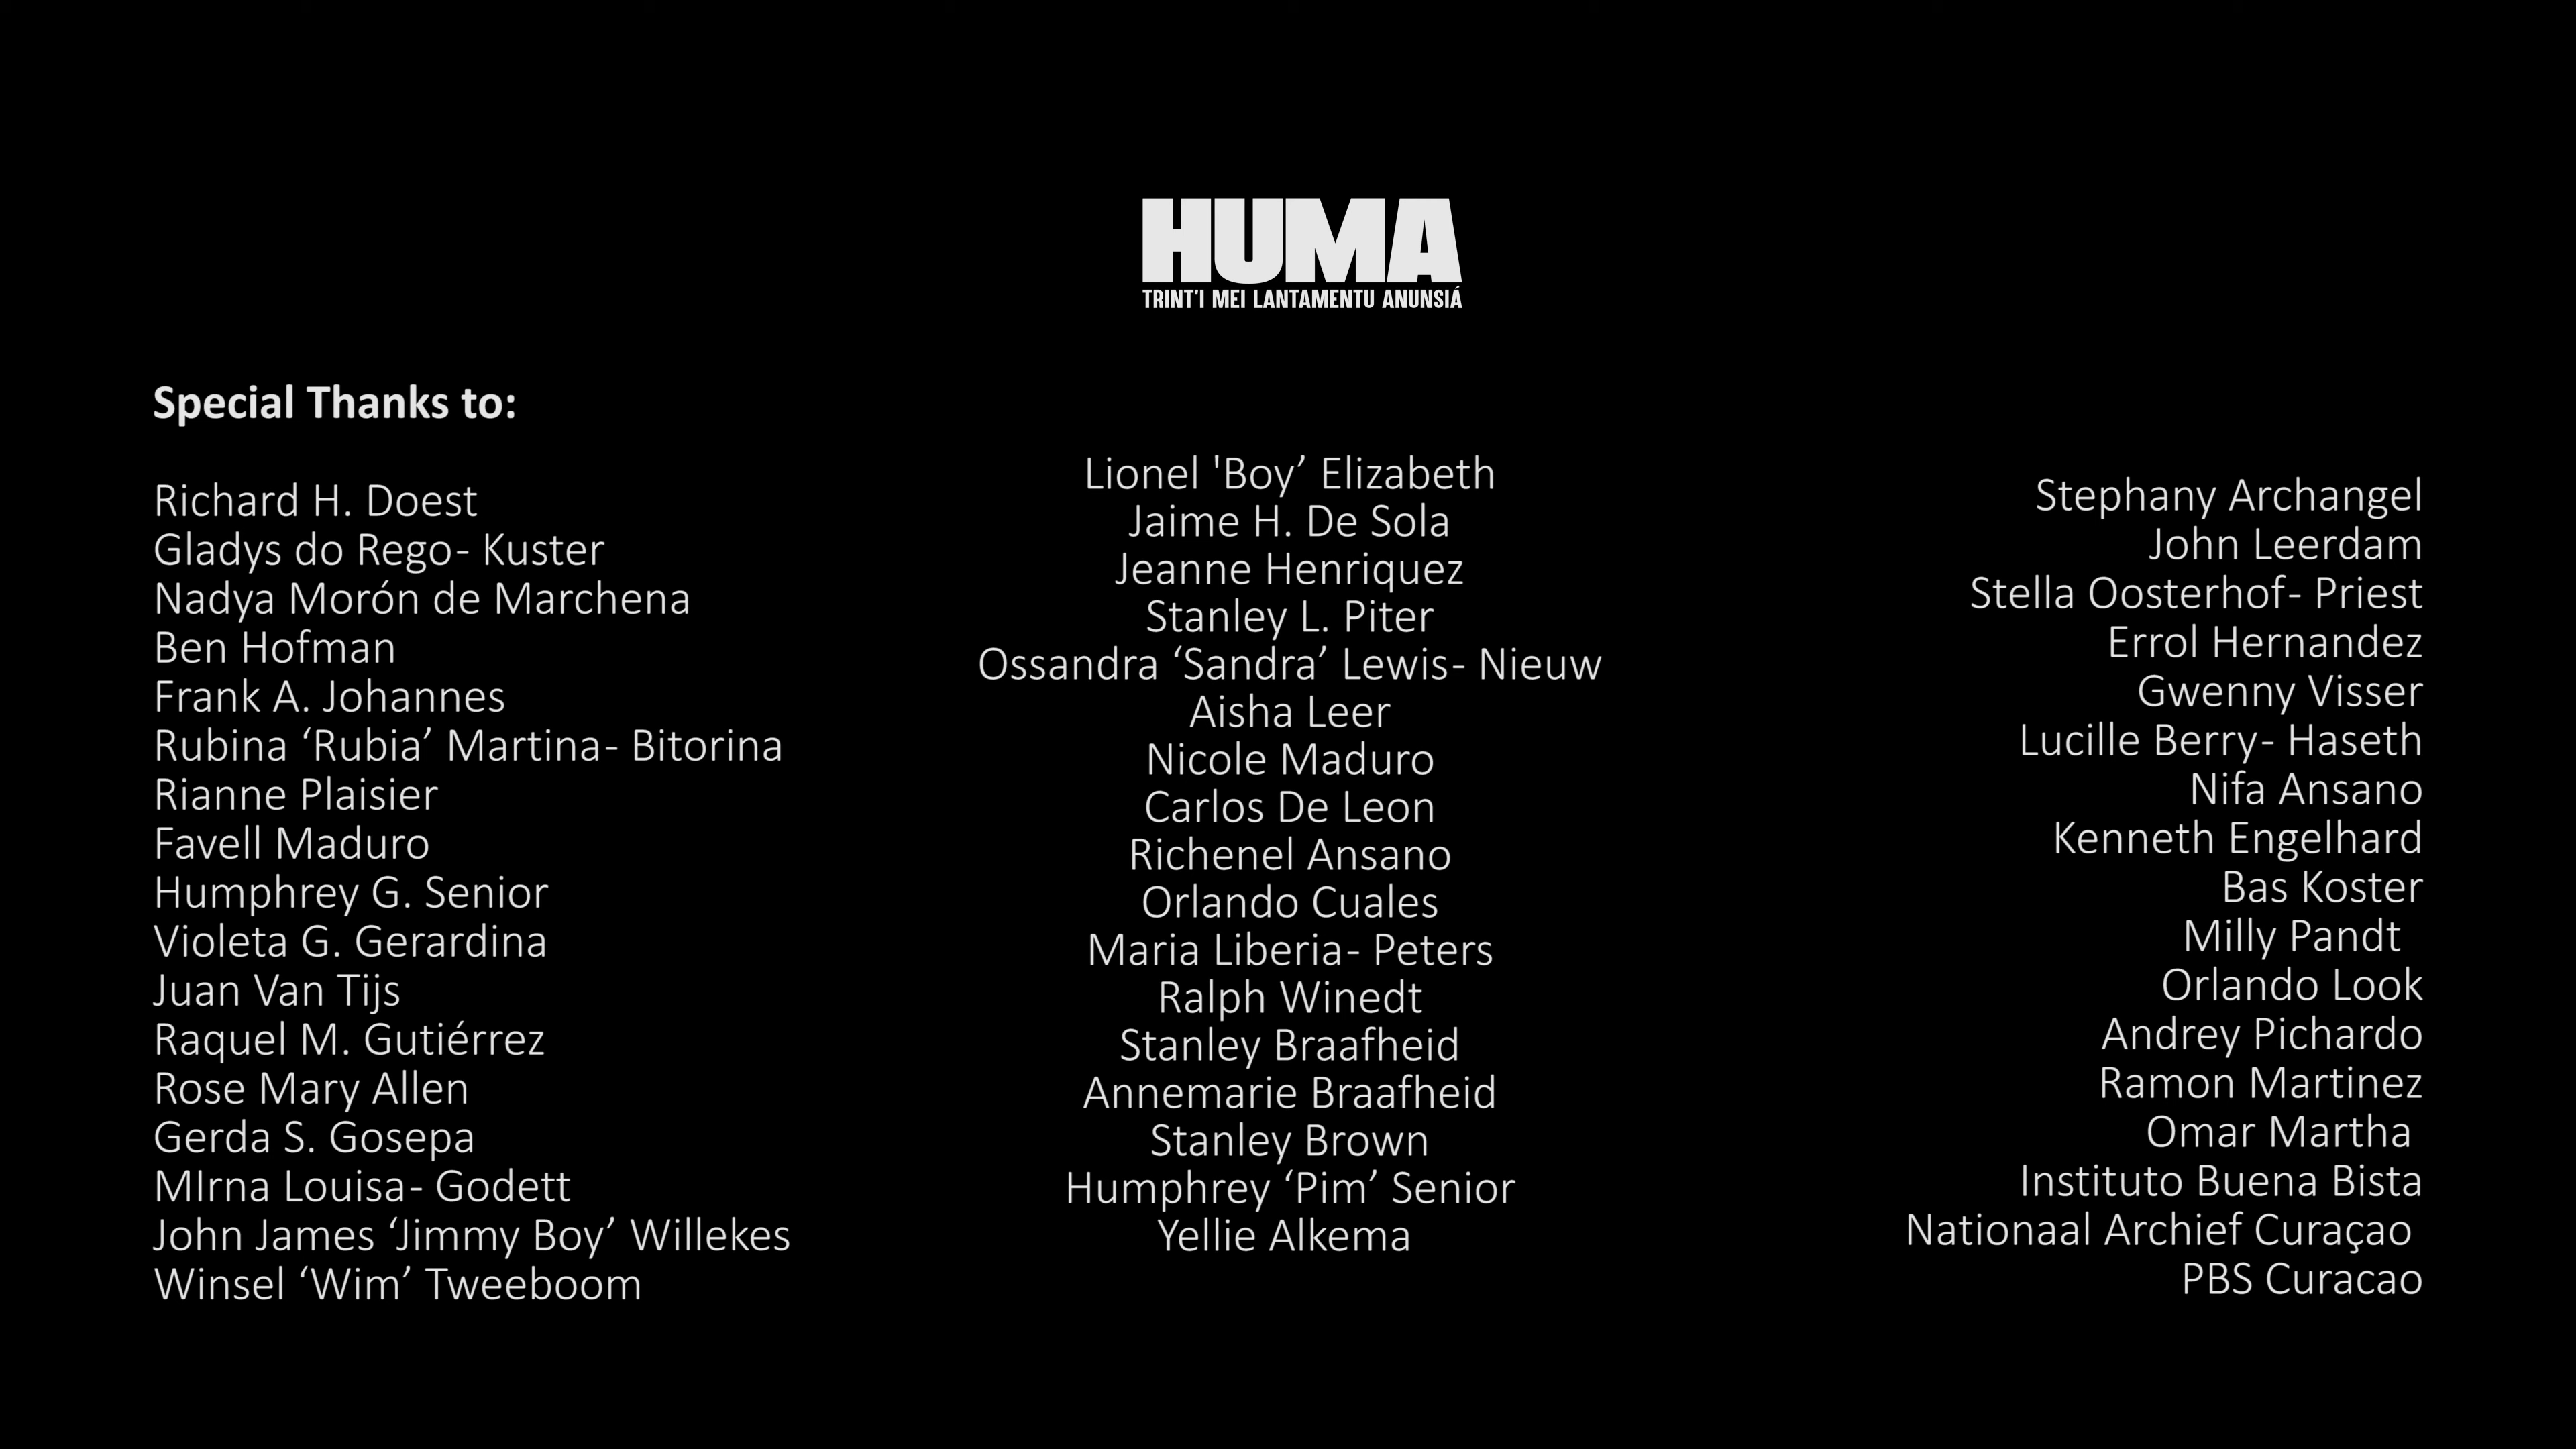 HUMA
TRINT'I MEI LANTAMENTU ANUNSIÁ
Special Thanks to:
Richard H. Doest
Gladys do Rego- Kuster
Nadya Morón de Marchena
Ben Hofman
Frank A. Johannes
Rubina ‘Rubia’ Martina- Bitorina
Rianne Plaisier
Favell Maduro
Humphrey G. Senior
Violeta G. Gerardina
Juan Van Tijs
Raquel M. Gutiérrez
Rose Mary Allen
Gerda S. Gosepa
MIrna Louisa- Godett
John James ‘Jimmy Boy’ Willekes
Winsel ‘Wim’ Tweeboom
Lionel 'Boy’ Elizabeth
Jaime H. De Sola
Jeanne Henriquez
Stanley L. Piter
Ossandra ‘Sandra’ Lewis- Nieuw
Aisha Leer
Nicole Maduro
Carlos De Leon
Richenel Ansano
Orlando Cuales
Maria Liberia- Peters
Ralph Winedt
Stanley Braafheid
Annemarie Braafheid
Stanley Brown
Humphrey ‘Pim’ Senior
Yellie Alkema
Stephany Archangel
John Leerdam
Stella Oosterhof- Priest
Errol Hernandez
Gwenny Visser
Lucille Berry- Haseth
Nifa Ansano
Kenneth Engelhard
Bas Koster
Milly Pandt
Orlando Look
Andrey Pichardo
Ramon Martinez
Omar Martha
Instituto Buena Bista
Nationaal Archief Curaçao
PBS Curacao